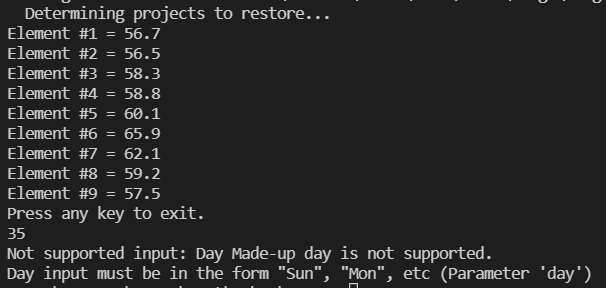 Determining projects to restore...
Element #1 = 56.7
Element #2 = 56.5
Element #3 = 58.3
Element #4 = 58.8
Element #5 = 60.1
Element #6 = 65.9
Element #7 = 62.1
Element #8 = 59.2
Element #9 = 57.5
Press any key to exit.
35
Not supported input: Day Made-up day is not supported.
Day input must be in the form "Sun", "Mon", etc (Parameter 'day')